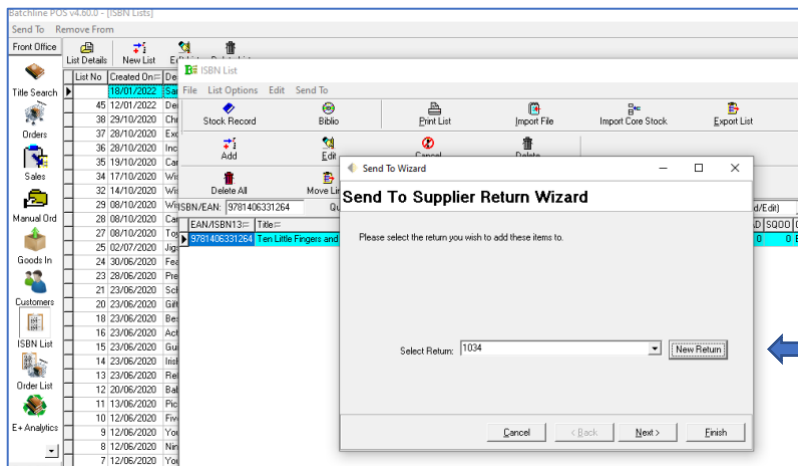 Batchline POS v4.60.0 - [ISBN Lists]
Send To Remove From
Front Office
List Details New List
List No Created On
Title Search
Orders
Sales
Manual Ord
Goods In
Customers
ISBN List
Order List
E+ Analytics
18/01/2022
45 12/01/2022
38 29/10/2020
37 28/10/2020
36 28/10/2020
35 19/10/2020
34 17/10/2020
32 14/10/2020
29 08/10/2020
28 08/10/2020
27 08/10/2020
25 02/07/2020
24 30/06/2020
23 28/06/2020
21 23/06/2020
20 23/06/2020
18 23/06/2020
16 23/06/2020
15 23/06/2020
14 23/06/2020
13 23/06/2020
12 20/06/2020
11 13/06/2020
10 12/06/2020
9 12/06/2020
8 12/06/2020
7 12/06/2020
ISBN List
File List Options Edit Send To
Stock Record Biblio Print List Import File Import Core Stock Export List
Add Edit Cancel Delete
Delete All
ISBN/EAN: 9781406331264
EAN/ISBN13 Title
9781406331264 Ten Little Fingers and
Send To Wizard
Send To Supplier Return Wizard
Please select the return you wish to add these items to.
Select Return: 1034 New Return
Cancel < Back Next > Finish